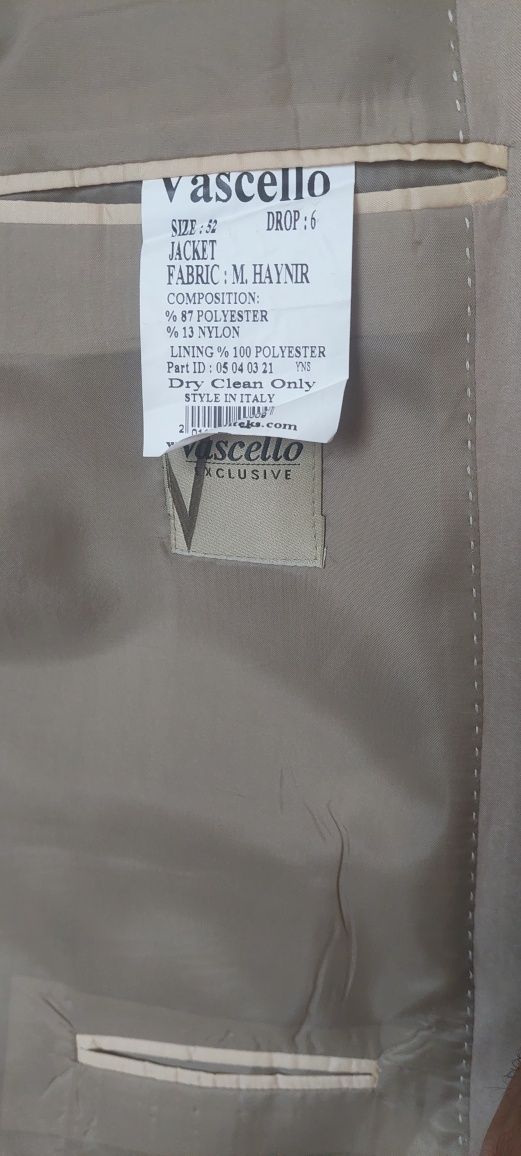 Vascello
SIZE : 52 DROP : 6
JACKET
FABRIC : M. HAYNIR
COMPOSITION:
% 87 POLYESTER
% 13 NYLON
LINING % 100 POLYESTER
Part ID : 05 04 03 21 YNS
Dry Clean Only
STYLE IN ITALY
Vascello
EXCLUSIVE